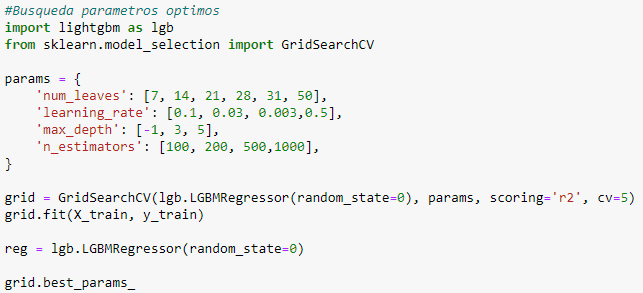 #Busqueda parametros optimos
import lightgbm as lgb
from sklearn.model_selection import GridSearchCV
params = {
    'num_leaves': [7, 14, 21, 28, 31, 50],
    'learning_rate': [0.1, 0.03, 0.003,0.5],
    'max_depth': [-1, 3, 5],
    'n_estimators': [100, 200, 500,1000],
}
grid = GridSearchCV(lgb.LGBMRegressor(random_state=0), params, scoring='r2', cv=5)
grid.fit(X_train, y_train)
reg = lgb.LGBMRegressor(random_state=0)
grid.best_params_